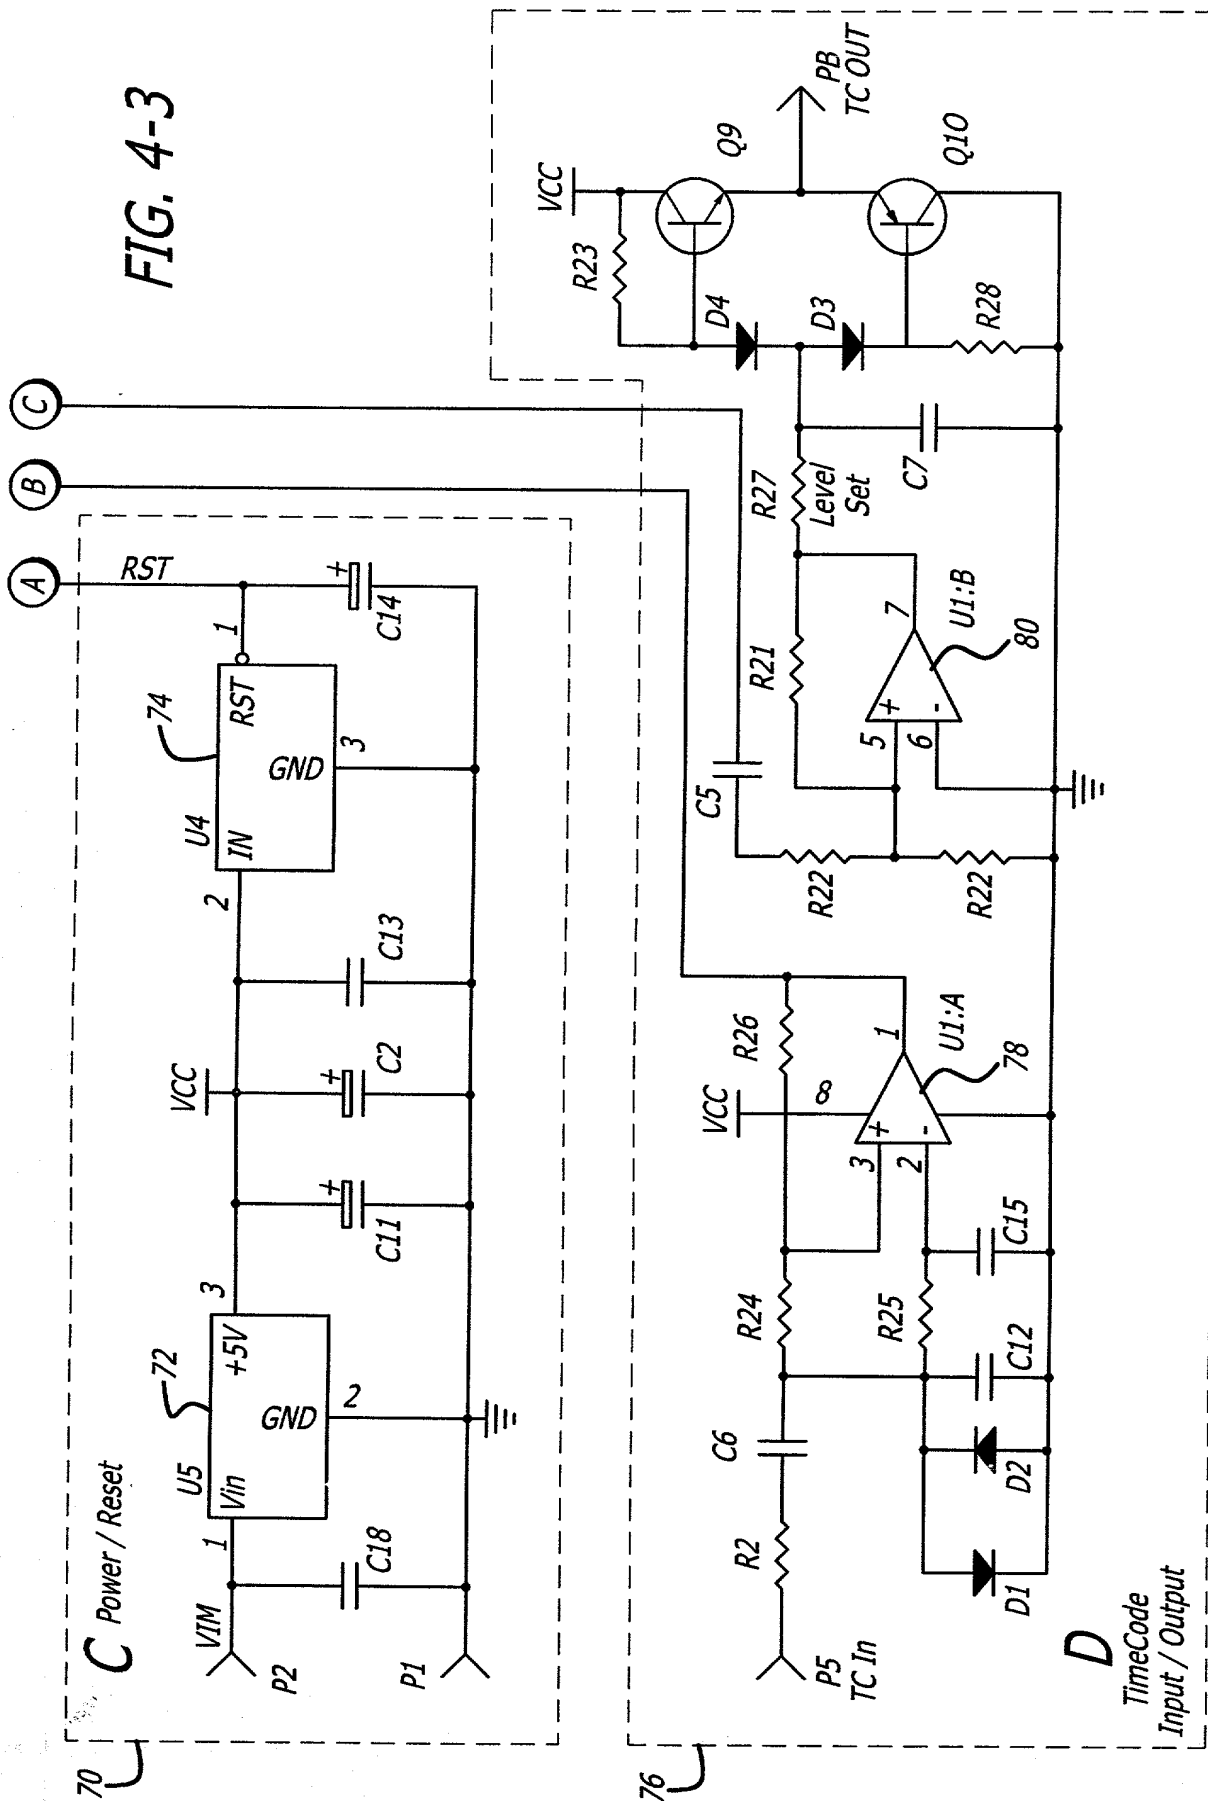 FIG. 4-3
70
C Power / Reset
P2
VIM
P1
C18
1
U5
Vin
+5V
GND
72
2
3
C11
VCC
C2
C13
2
U4
IN
RST
GND
74
3
1
RST
C14
A
B
C
76
D
TimeCode
Input / Output
P5
TC In
R2
C6
D1
D2
C12
R24
R25
C15
3
2
+
-
VCC
8
1
R26
U1:A
78
R22
R22
C5
5
6
+
-
7
R21
U1:B
80
R27
Level
Set
C7
D4
D3
R23
R28
VCC
Q9
Q10
PB
TC OUT